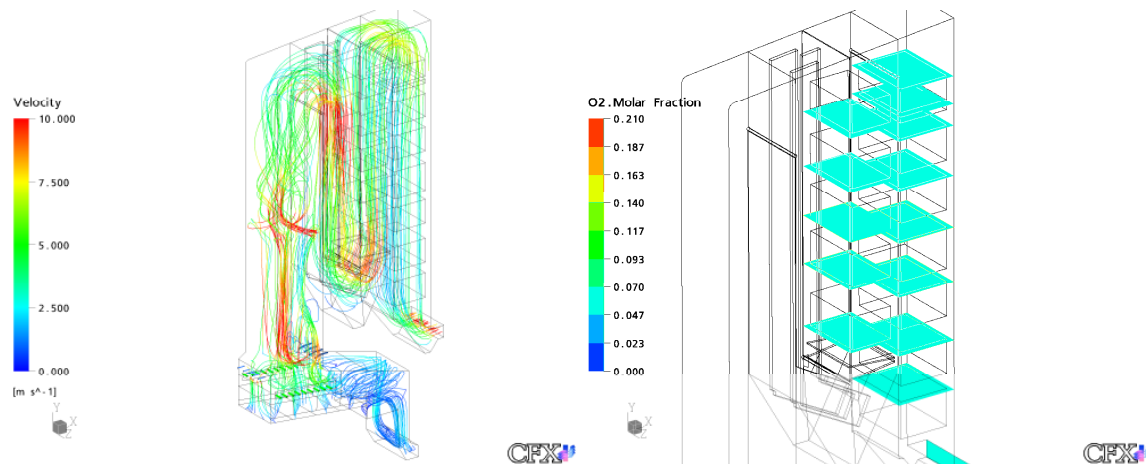 Velocity
10.000
7.500
5.000
2.500
0.000
[m s^-1]
Y
X
Z
CFX
O2.Molar Fraction
0.210
0.187
0.163
0.140
0.117
0.093
0.070
0.047
0.023
0.000
Y
X
Z
CFX